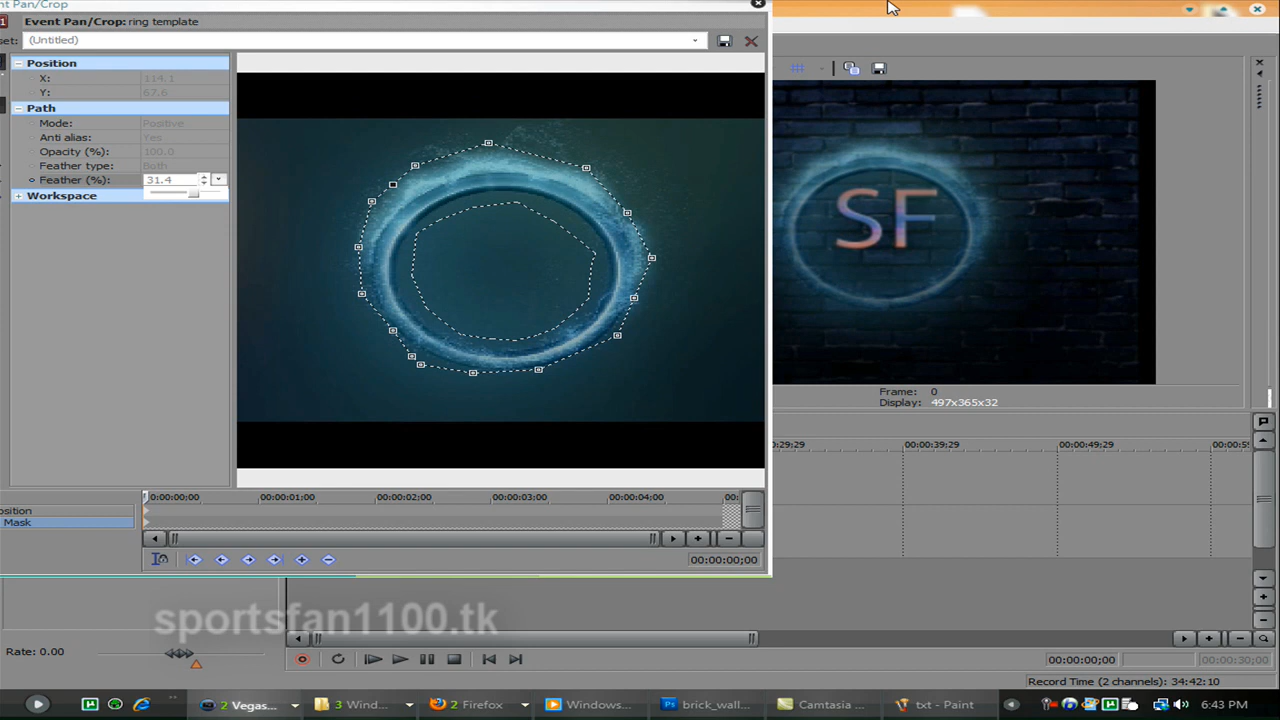 ent Pan/Crop
Event Pan/Crop: ring template
set: (Untitled)
Position
X: 114.1
Y: 67.6
Path
Mode: Positive
Anti alias: Yes
Opacity (%): 100.0
Feather type: Both
Feather (%): 31.4
Workspace
SF
Frame: 0
Display: 497x365x32
:29;29 00:00:39;29 00:00:49;29 00:00:59
0:00:00;00 00:00:01;00 00:00:02;00 00:00:03;00 00:00:04;00 00:
osition
Mask
00:00:00;00
sportsfan1100.tk
Rate: 0.00
00:00:00;00 00:00:30;00
Record Time (2 channels): 34:42:10
2 Vegas... 3 Wind... 2 Firefox Windows... brick_wall... Camtasia ... txt - Paint 6:43 PM